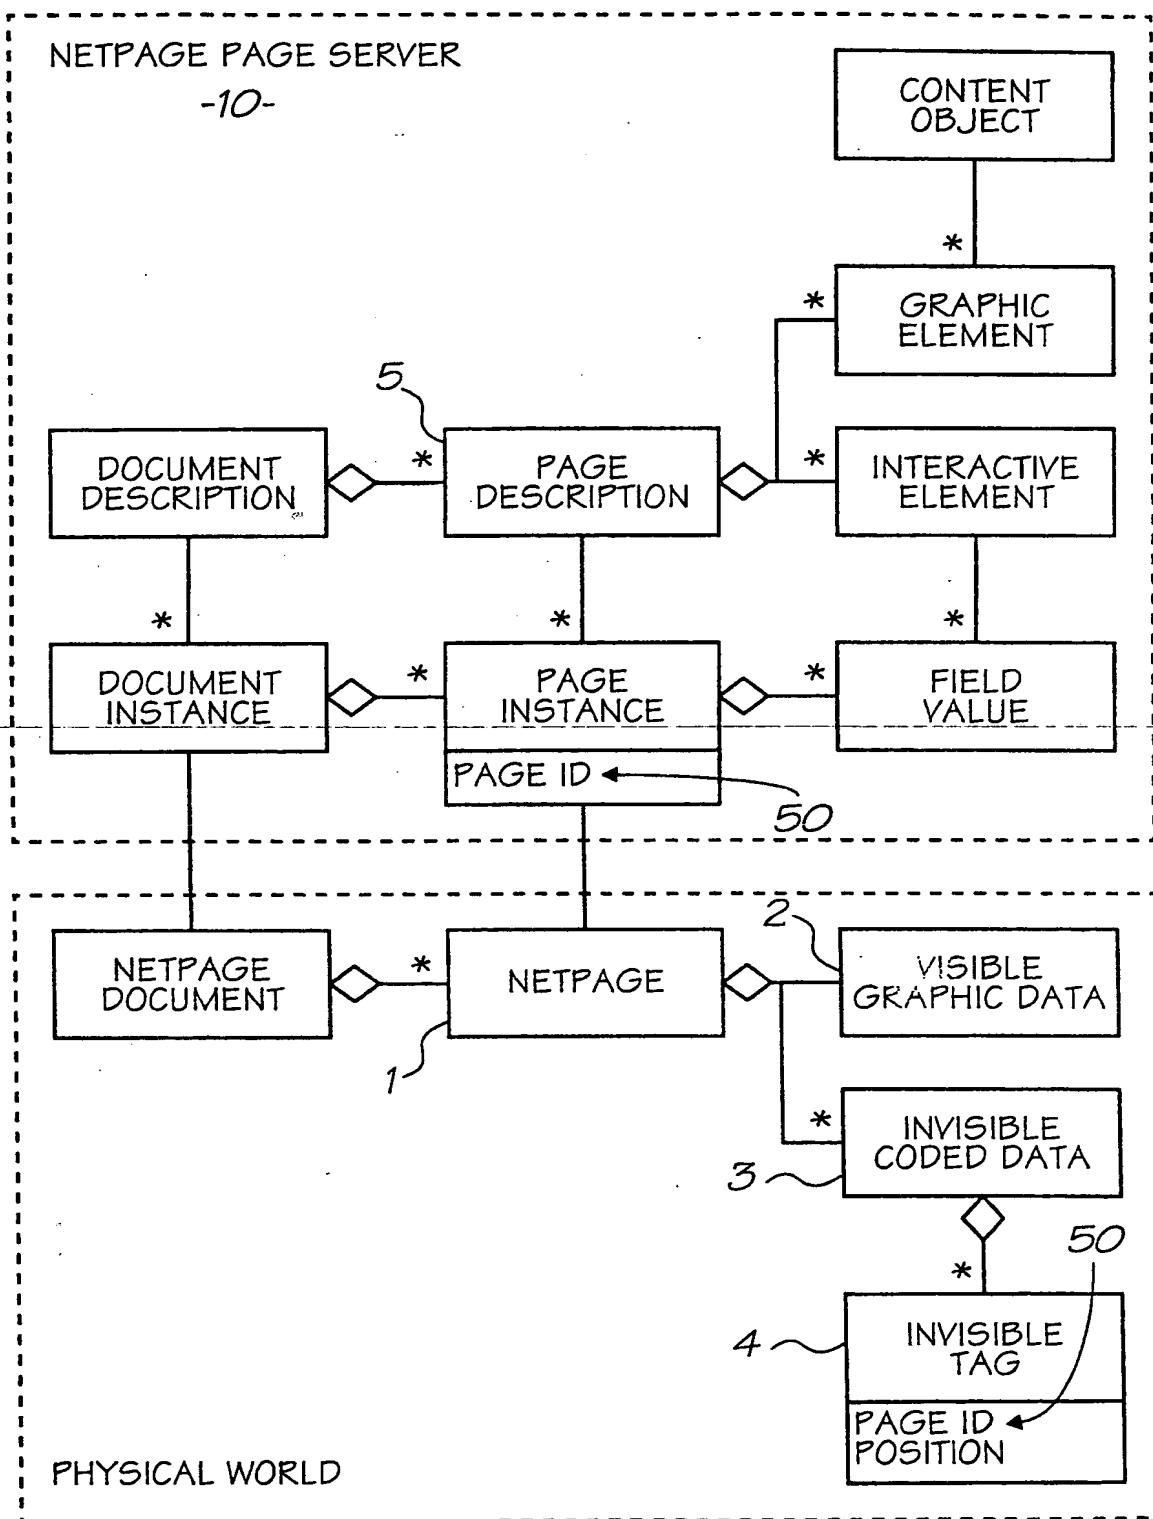 NETPAGE PAGE SERVER
-10-
CONTENT
OBJECT
*
GRAPHIC
ELEMENT
*
5
DOCUMENT
DESCRIPTION
*
PAGE
DESCRIPTION
*
INTERACTIVE
ELEMENT
*
*
*
DOCUMENT
INSTANCE
*
PAGE
INSTANCE
*
FIELD
VALUE
PAGE ID
50
2
NETPAGE
DOCUMENT
*
NETPAGE
VISIBLE
GRAPHIC DATA
1
*
INVISIBLE
CODED DATA
3
50
*
4
INVISIBLE
TAG
PAGE ID
POSITION
PHYSICAL WORLD